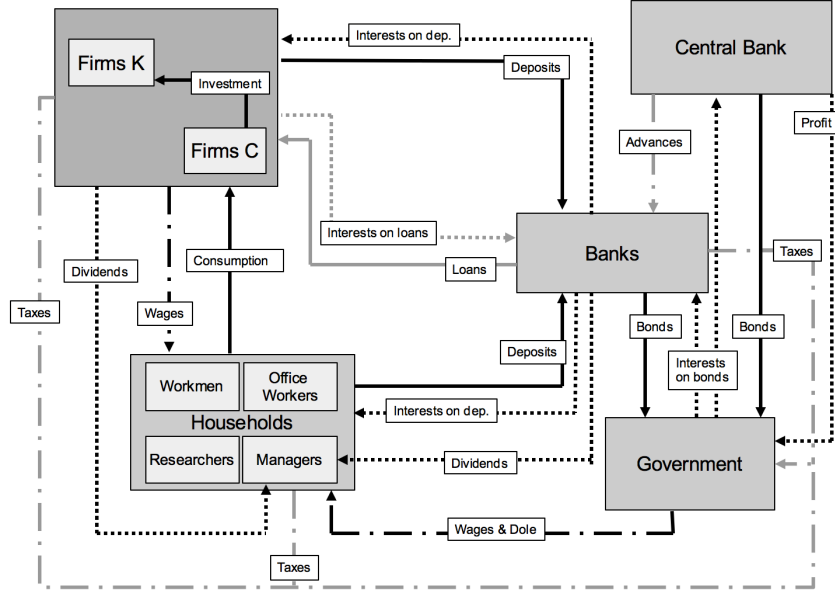 Interests on dep.
Firms K
Central Bank
Deposits
Investment
Profit
Advances
Firms C
Interests on loans
Banks
Taxes
Consumption
Dividends
Loans
Taxes
Wages
Bonds
Bonds
Deposits
Interests
on bonds
Workmen
Office
Workers
Interests on dep.
Households
Researchers
Managers
Dividends
Government
Wages & Dole
Taxes